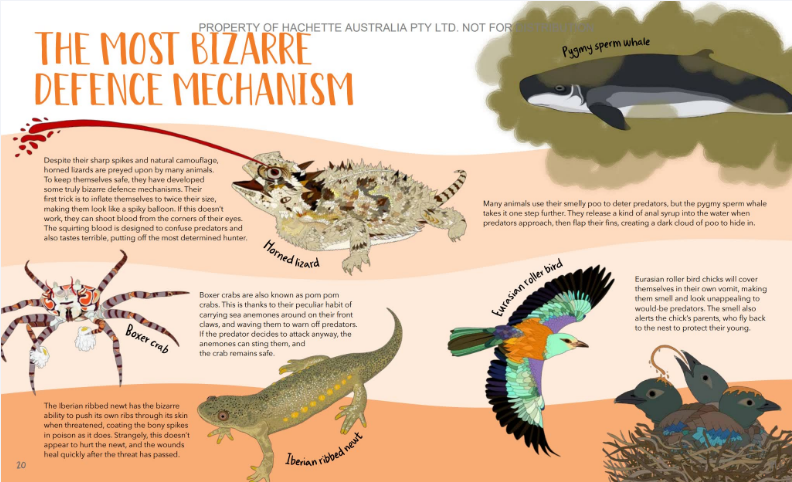 PROPERTY OF HACHETTE AUSTRALIA PTY LTD. NOT FOR
THE MOST BIZARRE
DEFENCE MECHANISM
Pygmy sperm whale
Despite their sharp spikes and natural camouflage,
horned lizards are preyed upon by many animals.
To keep themselves safe, they have developed
some truly bizarre defence mechanisms. Their
first trick is to inflate themselves to twice their size,
making them look like a spiky balloon. If this doesn't
work, they can shoot blood from the corners of their eyes.
The squirting blood is designed to confuse predators and
also tastes terrible, putting off the most determined hunter.
Horned lizard
Many animals use their smelly poo to deter predators, but the pygmy sperm whale
takes it one step further. They release a kind of anal syrup into the water when
predators approach, then flap their fins, creating a dark cloud of poo to hide in.
Boxer crab
Boxer crabs are also known as pom pom
crabs. This is thanks to their peculiar habit of
carrying sea anemones around on their front
claws, and waving them to warn off predators.
If the predator decides to attack anyway, the
anemones can sting them, and
the crab remains safe.
Eurasian roller bird
Eurasian roller bird chicks will cover
themselves in their own vomit, making
them smell and look unappealing to
would-be predators. The smell also
alerts the chick's parents, who fly back
to the nest to protect their young.
The Iberian ribbed newt has the bizarre
ability to push its own ribs through its skin
when threatened, coating the bony spikes
in poison as it does. Strangely, this doesn't
appear to hurt the newt, and the wounds
heal quickly after the threat has passed.
Iberian ribbed newt
20